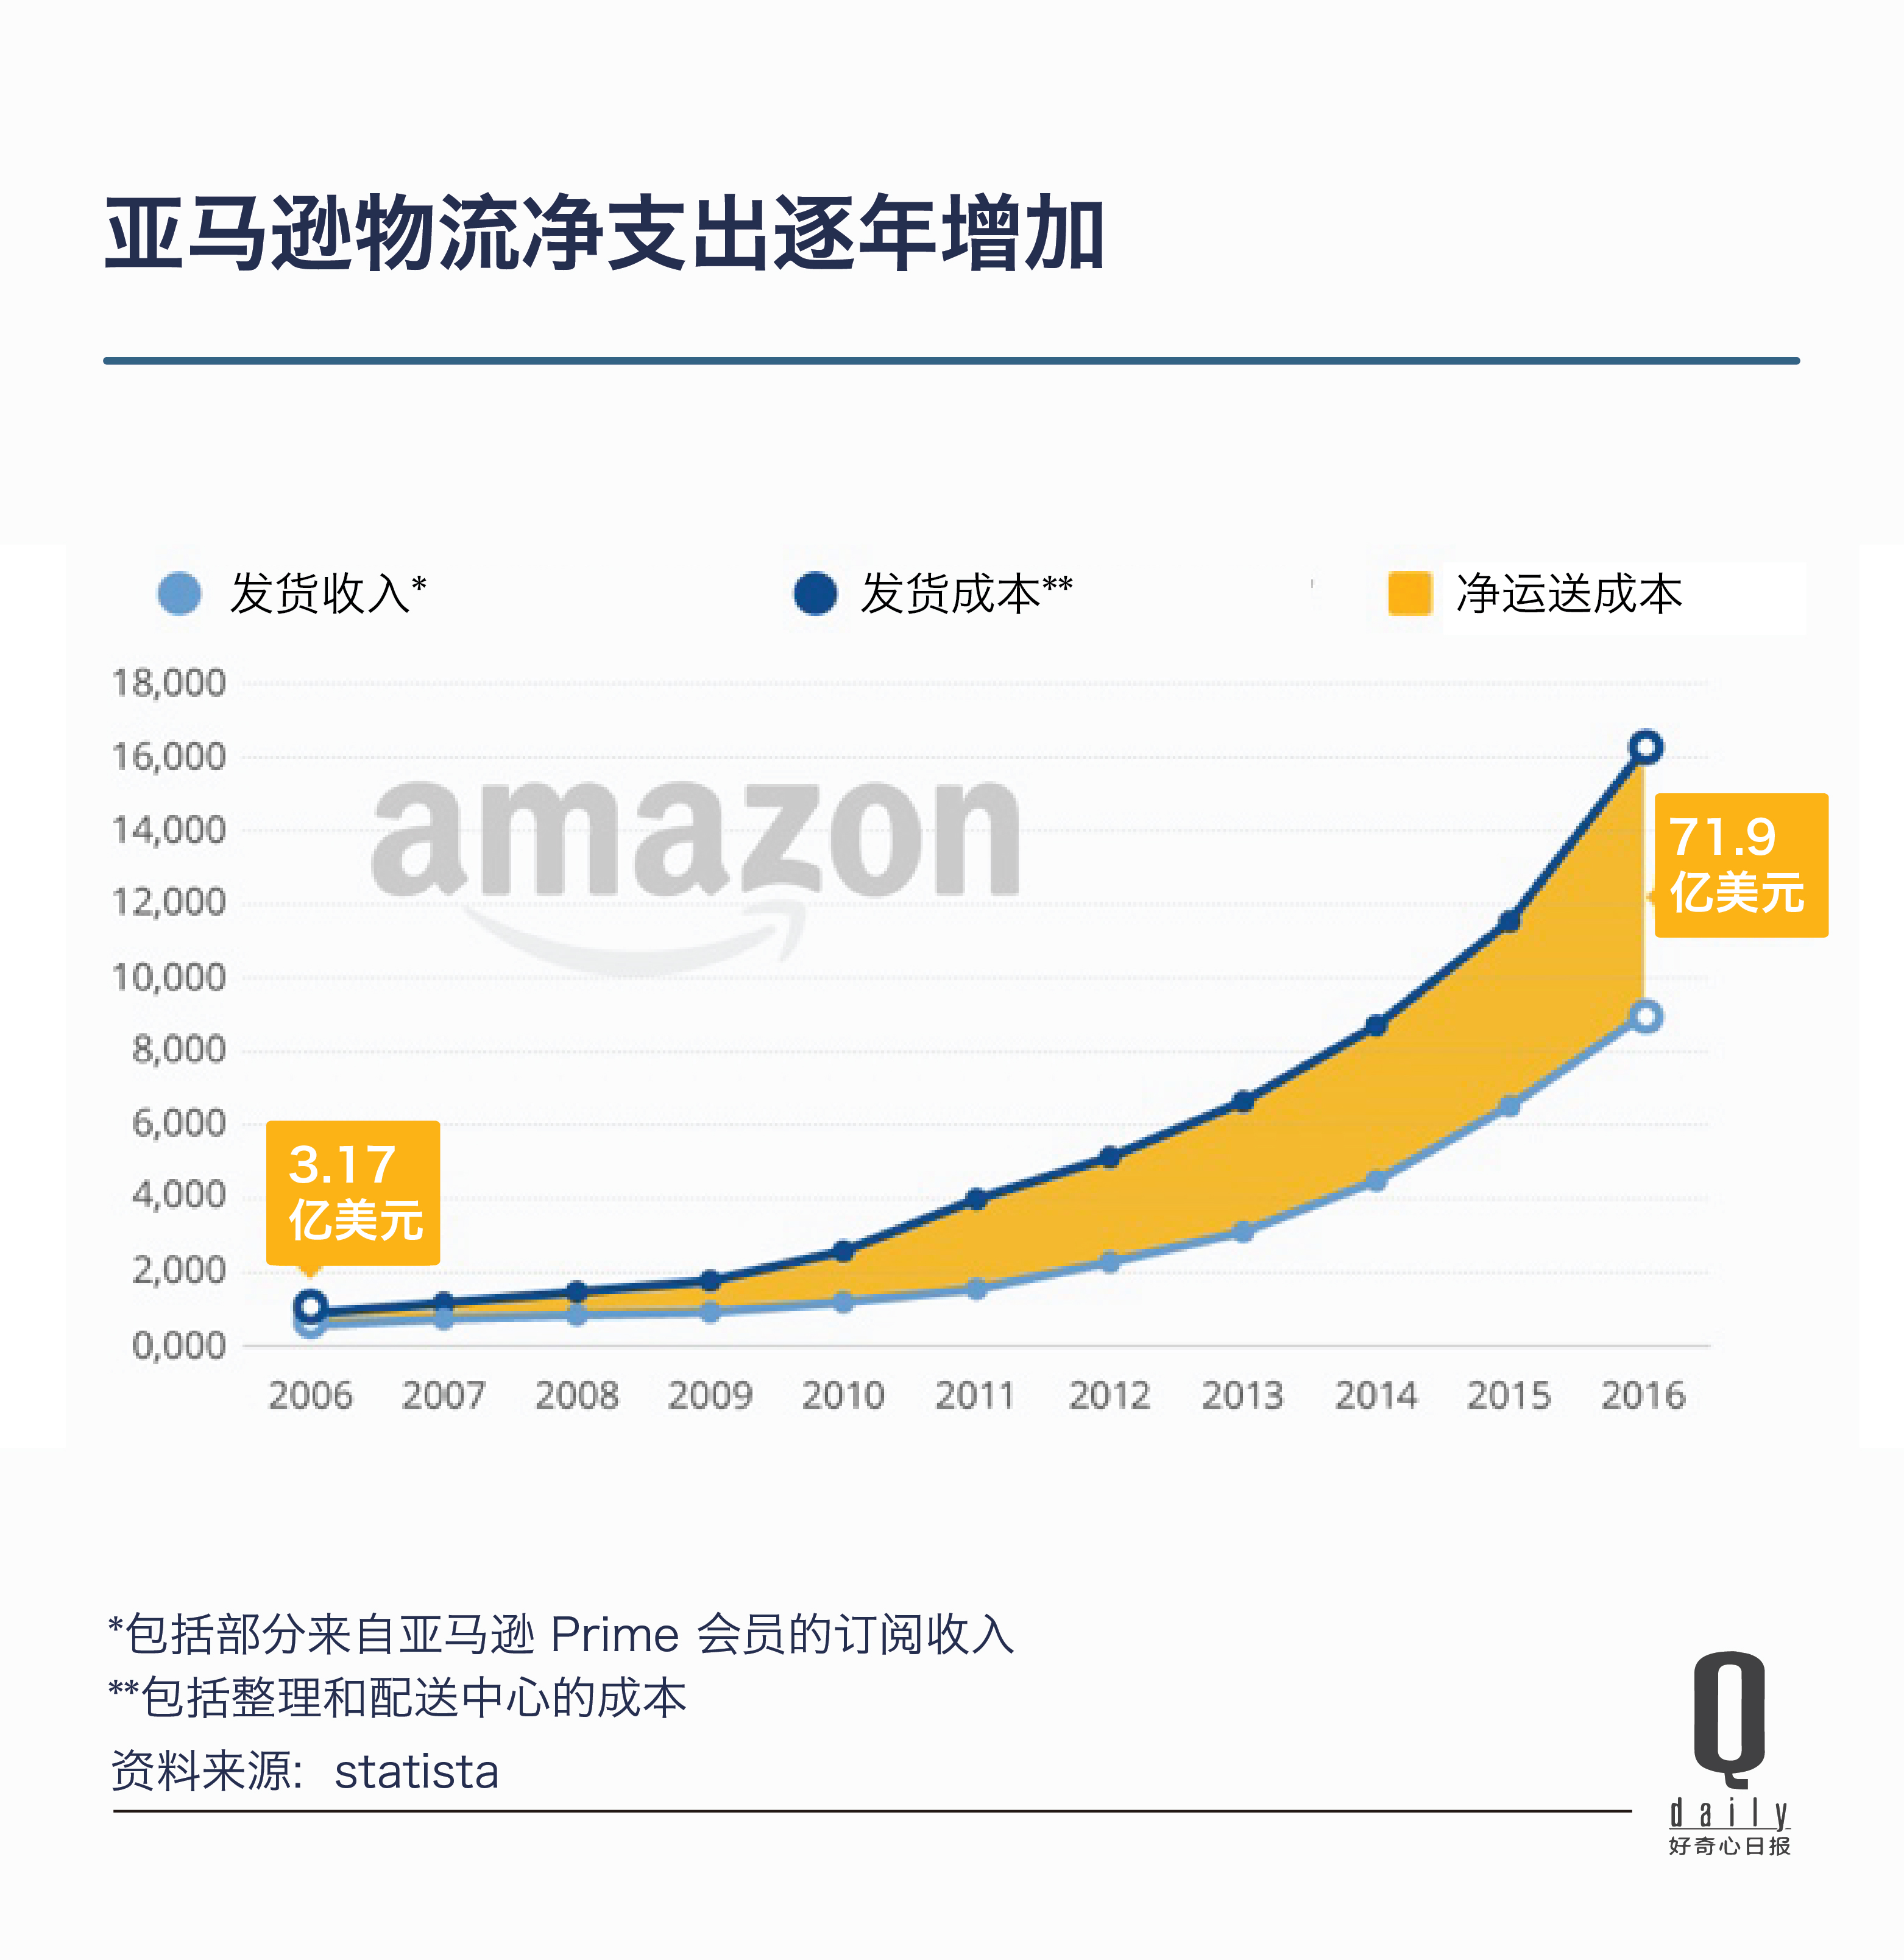 亚马逊物流净支出逐年增加
发货收入* 发货成本** 净运送成本
18,000
16,000
14,000
12,000
10,000
8,000
6,000
4,000
2,000
0,000
amazon
71.9
亿美元
3.17
亿美元
2006 2007 2008 2009 2010 2011 2012 2013 2014 2015 2016
*包括部分来自亚马逊 Prime 会员的订阅收入
**包括整理和配送中心的成本
资料来源: statista
Q
daily
好奇心日报